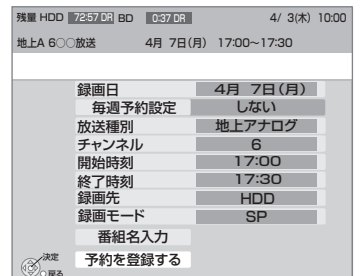 残量 HDD 72:57 DR BD 0:37 DR 4/ 3(木) 10:00
地上A 6○○放送 4月 7日(月) 17:00~17:30
録画日 4月 7日(月)
毎週予約設定 しない
放送種別 地上アナログ
チャンネル 6
開始時刻 17:00
終了時刻 17:30
録画先 HDD
録画モード SP
番組名入力
決定 予約を登録する
戻る